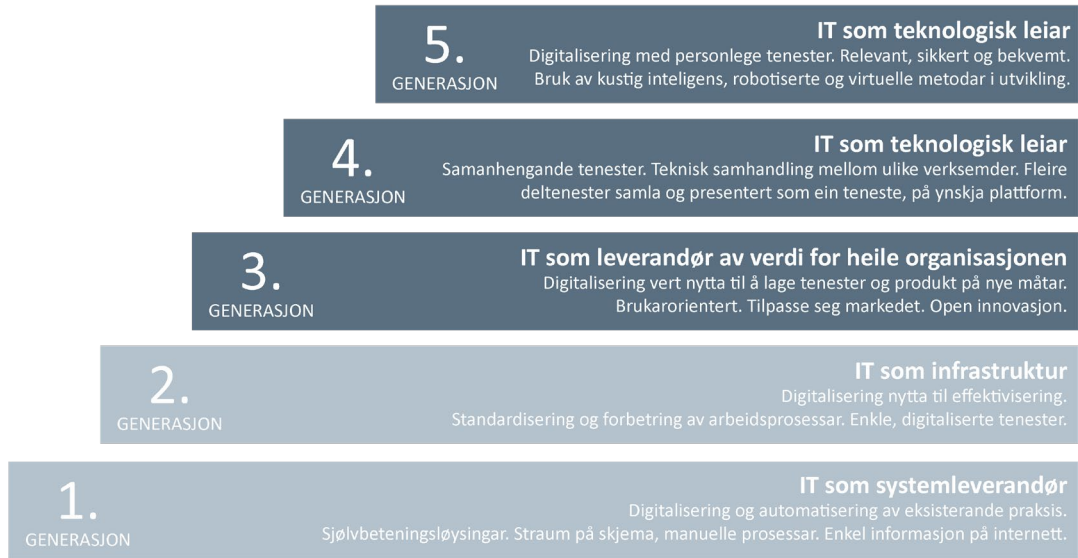 5.
GENERASJON
IT som teknologisk leiar
Digitalisering med personlege tenester. Relevant, sikkert og bekvemt.
Bruk av kustig inteligens, robotiserte og virtuelle metodar i utvikling.
4.
GENERASJON
IT som teknologisk leiar
Samanhengande tenester. Teknisk samhandling mellom ulike verksemder. Fleire
deltenester samla og presentert som ein teneste, på ynskja plattform.
3.
GENERASJON
IT som leverandør av verdi for heile organisasjonen
Digitalisering vert nytta til å lage tenester og produkt på nye måtar.
Brukarorientert. Tilpasse seg markedet. Open innovasjon.
2.
GENERASJON
IT som infrastruktur
Digitalisering nytta til effektivisering.
Standardisering og forbetring av arbeidsprosessar. Enkle, digitaliserte tenester.
1.
GENERASJON
IT som systemleverandør
Digitalisering og automatisering av eksisterande praksis.
Sjølvbeteningsløysingar. Straum på skjema, manuelle prosessar. Enkel informasjon på internett.